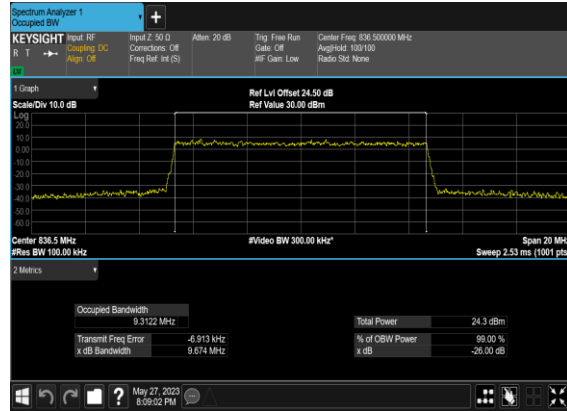 Spectrum Analyzer 1
Occupied BW
+
KEYSIGHT Input: RF Input Z: 50 Ω Atten: 20 dB Trig: Free Run Center Freq: 836.500000 MHz
R T Coupling: DC Corrections: Off Gate: Off Avg|Hold: 100/100
Align: Off Freq Ref: Int (S) #IF Gain: Low Radio Std: None
1 Graph Ref Lvl Offset 24.50 dB
Scale/Div 10.0 dB Ref Value 30.00 dBm
Log
20.0
10.0
0.00
-10.0
-20.0
-30.0
-40.0
-50.0
-60.0
Center 836.5 MHz #Video BW 300.00 kHz* Span 20 MHz
#Res BW 100.00 kHz Sweep 2.53 ms (1001 pts
2 Metrics
Occupied Bandwidth
9.3122 MHz Total Power 24.3 dBm
Transmit Freq Error -6.913 kHz % of OBW Power 99.00 %
x dB Bandwidth 9.674 MHz x dB -26.00 dB
? May 27, 2023
8:09:02 PM